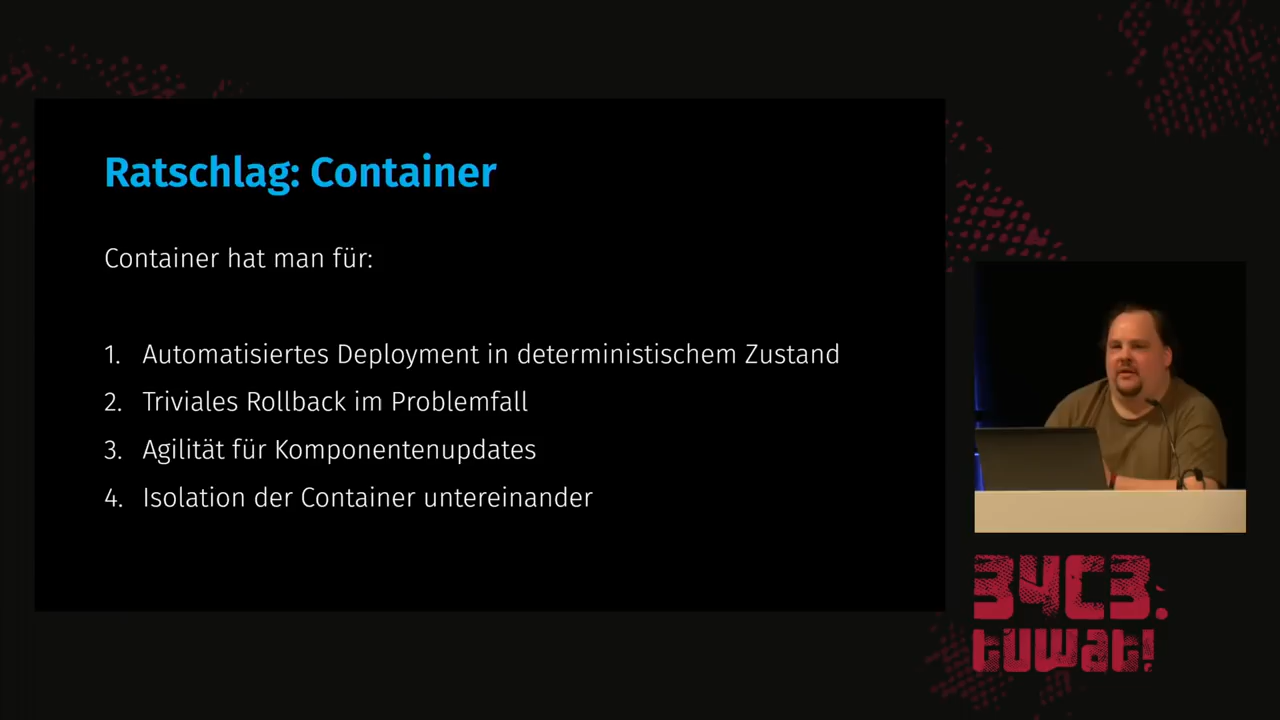 Ratschlag: Container
Container hat man für:
1. Automatisiertes Deployment in deterministischem Zustand
2. Triviales Rollback im Problemfall
3. Agilität für Komponentenupdates
4. Isolation der Container untereinander
34C3.
tuwat!